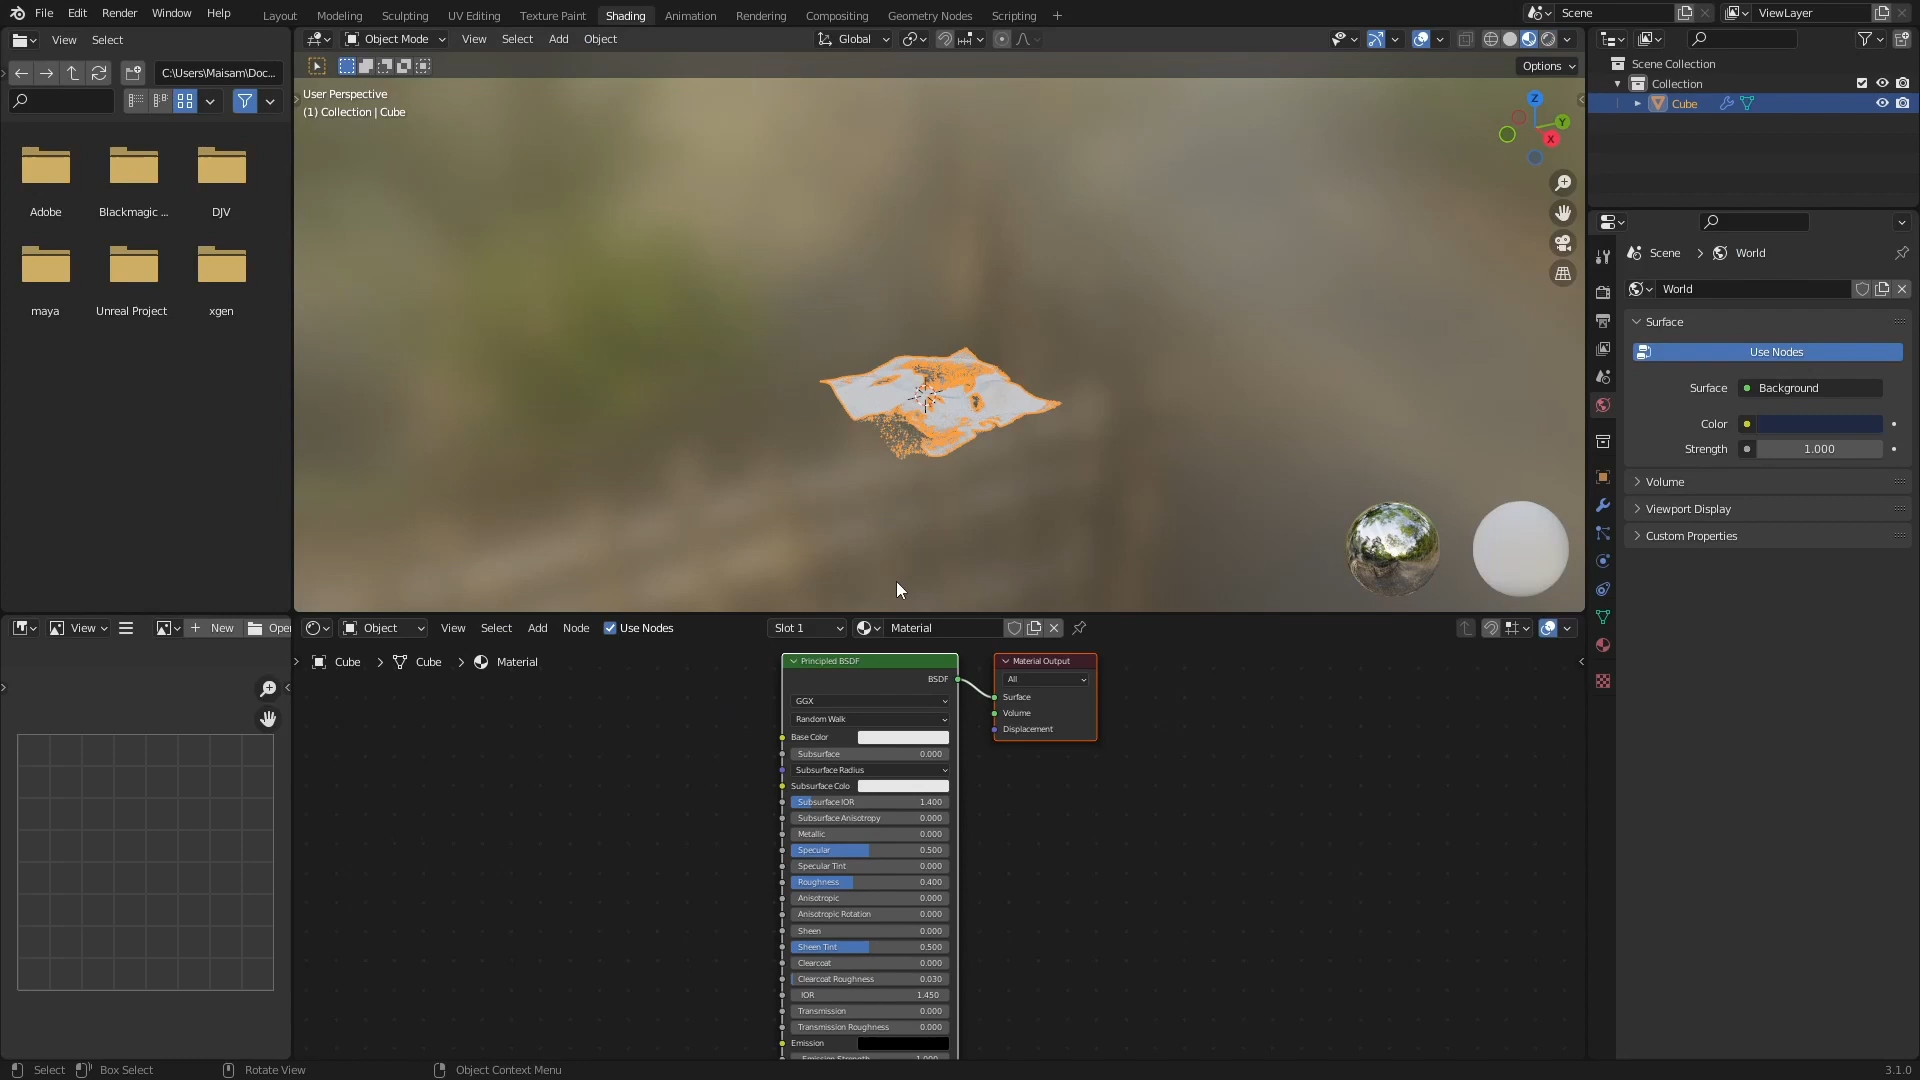 File Edit Render Window Help
Layout Modeling Sculpting UV Editing Texture Paint Shading Animation Rendering Compositing Geometry Nodes Scripting +
Scene
ViewLayer
View Select
C:\Users\Maisam\Doc...
Adobe
Blackmagic ...
DJV
maya
Unreal Project
xgen
Object Mode View Select Add Object
Global
Options
User Perspective
(1) Collection | Cube
Z
Y
X
Scene Collection
Collection
Cube
Scene > World
World
Surface
Use Nodes
Surface Background
Color
Strength 1.000
Volume
Viewport Display
Custom Properties
View
+ New
Open
Object View Select Add Node Use Nodes
Slot 1
Material
Cube > Cube > Material
Principled BSDF
BSDF
GGX
Random Walk
Base Color
Subsurface 0.000
Subsurface Radius
Subsurface Colo
Subsurface IOR 1.400
Subsurface Anisotropy 0.000
Metallic 0.000
Specular 0.500
Specular Tint 0.000
Roughness 0.400
Anisotropic 0.000
Anisotropic Rotation 0.000
Sheen 0.000
Sheen Tint 0.500
Clearcoat 0.000
Clearcoat Roughness 0.030
IOR 1.450
Transmission 0.000
Transmission Roughness 0.000
Emission
Emission Strength 1.000
Material Output
All
Surface
Volume
Displacement
Select Box Select Rotate View Object Context Menu
3.1.0